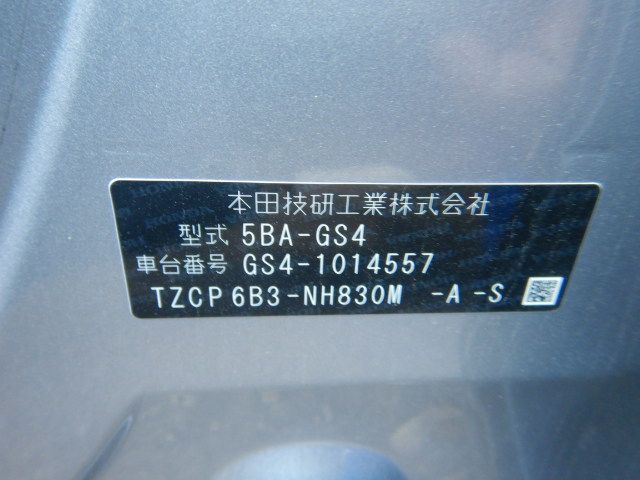 本田技研工業株式会社
型式 5BA-GS4
車台番号 GS4-1014557
TZCP6B3-NH830M -A-S